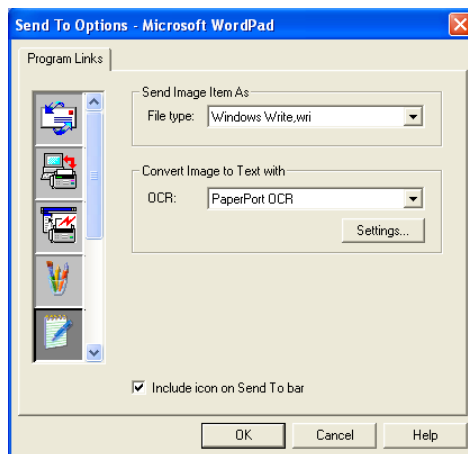 Send To Options - Microsoft WordPad
Program Links
Send Image Item As
File type: Windows Write,wri
Convert Image to Text with
OCR: PaperPort OCR
Settings...
Include icon on Send To bar
OK Cancel Help